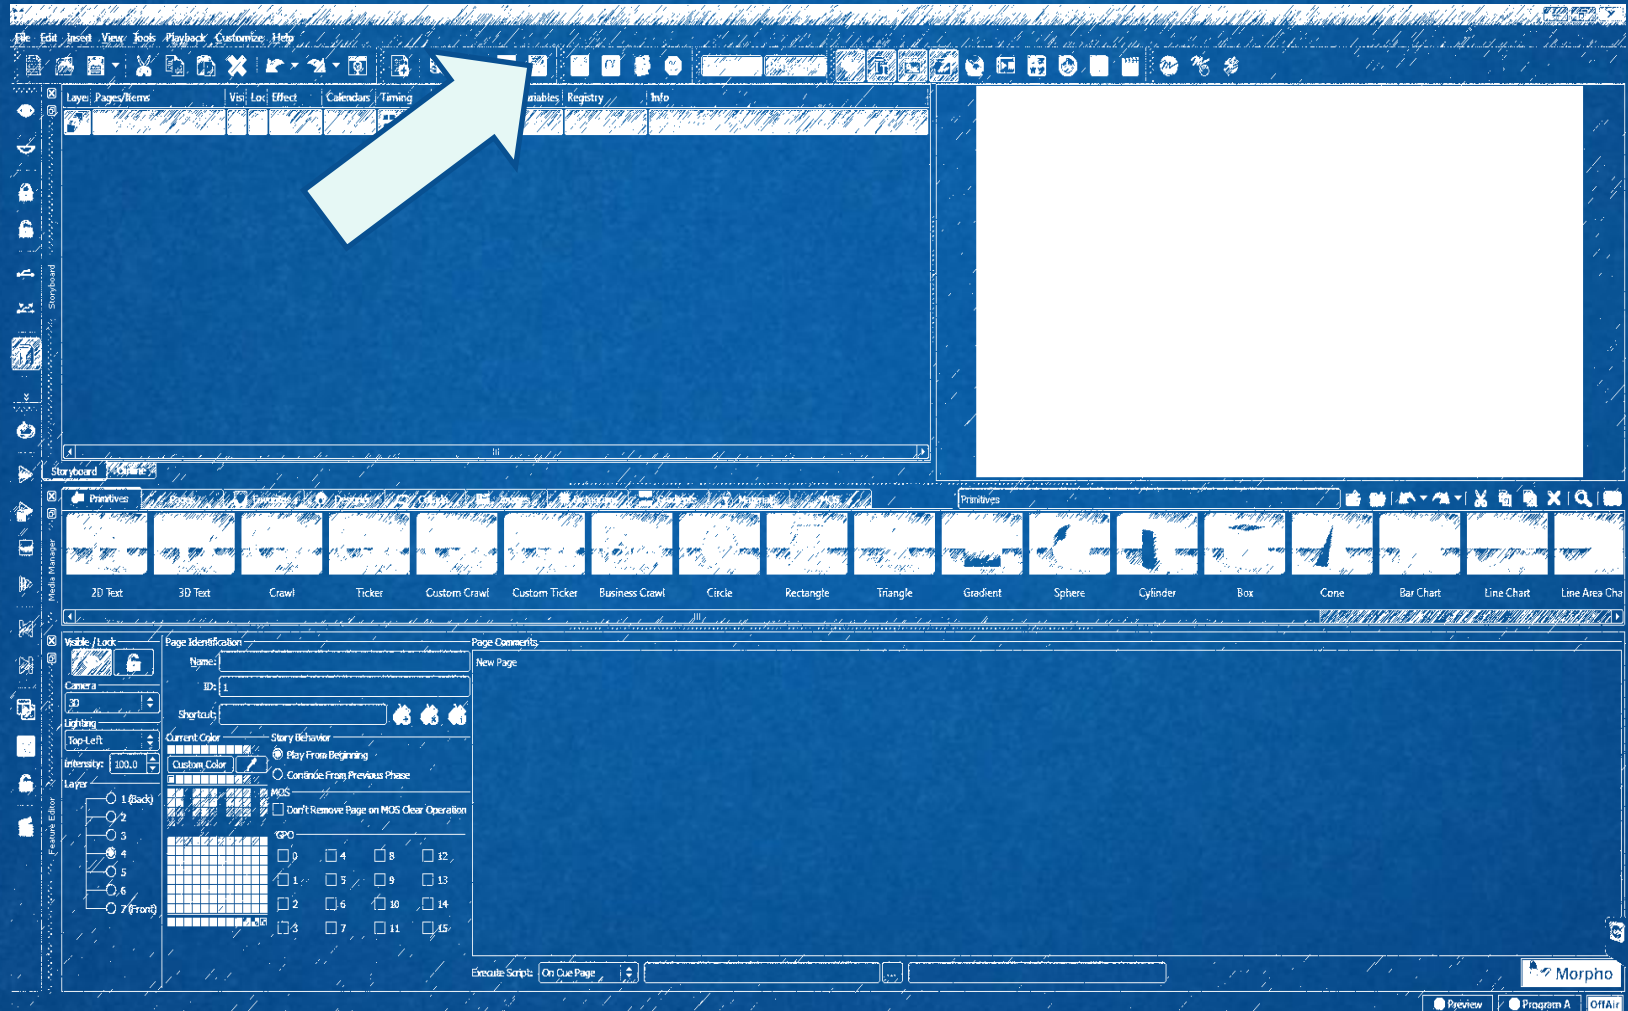 File Edit Insert View Tools Playback Customize Help
Pages/Items Effect Calendars Timing Registry Info
Storyboard
Storyboard
Primitives
Primitives
Media Manager
2D Text 3D Text Crawl Ticker Custom Crawl Custom Ticker Business Crawl Circle Rectangle Triangle Gradient Sphere Cylinder Box Cone Bar Chart Line Chart Line Area Cha
Visible / Lock Page Identification Page Comments
Name: New Page
ID: 1
Camera
3D
Shortcut:
Lighting
Top-Left
Current Color Story Behavior
Play From Beginning
Intensity: 100.0 Custom Color
Continue From Previous Phase
Layer MOS
1 (Back) Don't Remove Page on MOS Clear Operation
2
3 GPO
4 0 4 8 12
5 1 5 9 13
6 2 6 10 14
7 (Front) 3 7 11 15
Feature Editor
Execute Script: On Cue Page ...
Morpho
Preview Program A OffAir